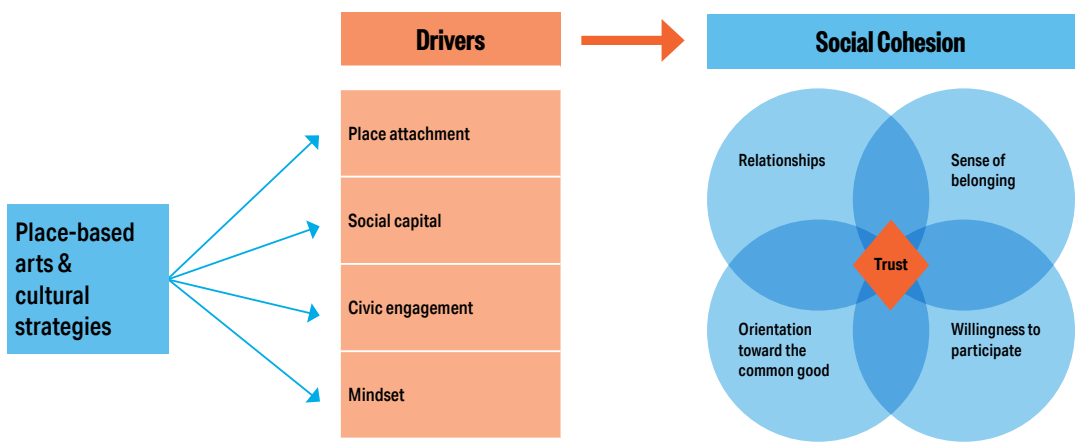 Drivers
Social Cohesion
Place-based
arts &
cultural
strategies
Place attachment
Social capital
Civic engagement
Mindset
Relationships
Sense of
belonging
Trust
Orientation
toward the
common good
Willingness to
participate